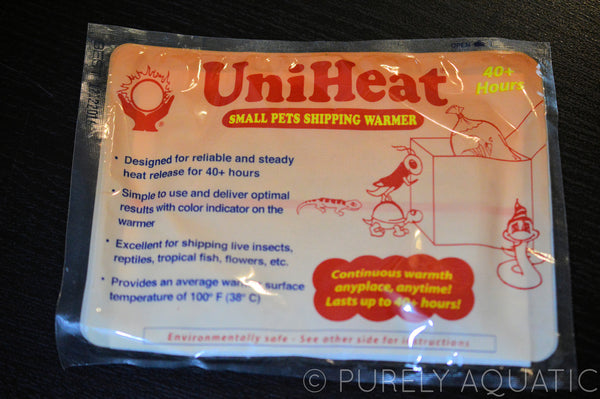 OPEN
UniHeat
40+
Hours
SMALL PETS SHIPPING WARMER
• Designed for reliable and steady
heat release for 40+ hours
• Simple to use and deliver optimal
results with color indicator on the
warmer
• Excellent for shipping live insects,
reptiles, tropical fish, flowers, etc.
• Provides an average warmer surface
temperature of 100° F (38° C)
Continuous warmth
anyplace, anytime!
Lasts up to 40+ hours!
Environmentally safe - See other side for instructions
© PURELY AQUATIC